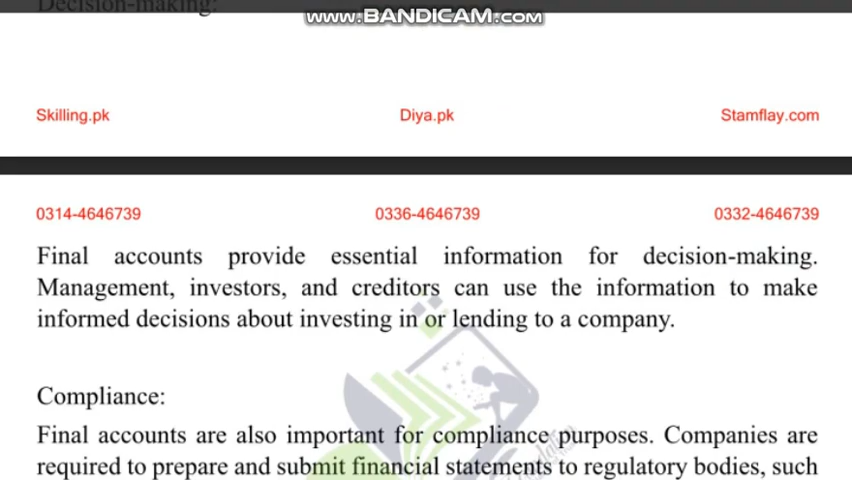 Decision-making:
www.BANDICAM.com
Skilling.pk Diya.pk Stamflay.com
0314-4646739 0336-4646739 0332-4646739
Final accounts provide essential information for decision-making.
Management, investors, and creditors can use the information to make
informed decisions about investing in or lending to a company.
Compliance:
Final accounts are also important for compliance purposes. Companies are
required to prepare and submit financial statements to regulatory bodies, such